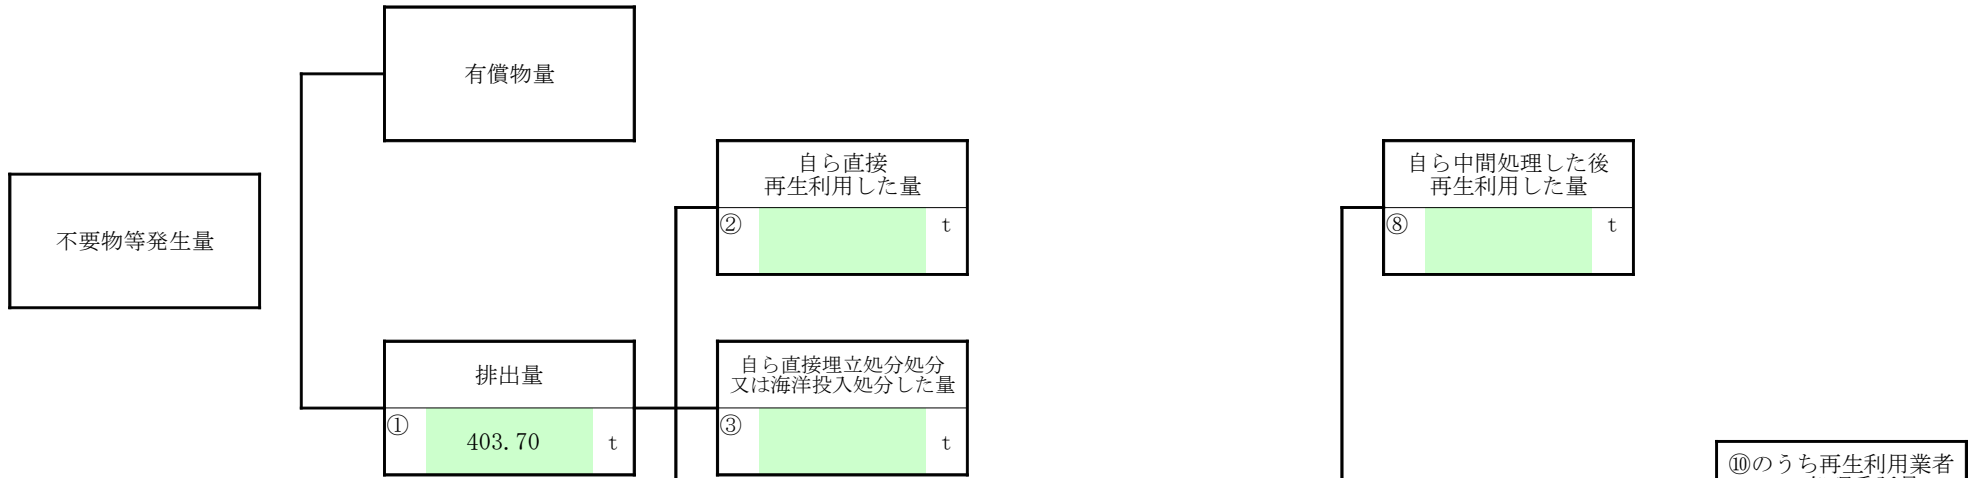 有償物量
自ら直接
再生利用した量
② t
自ら中間処理した後
再生利用した量
⑧ t
不要物等発生量
排出量
① 403.70 t
自ら直接埋立処分処分
又は海洋投入処分した量
③ t
⑩のうち再生利用業者